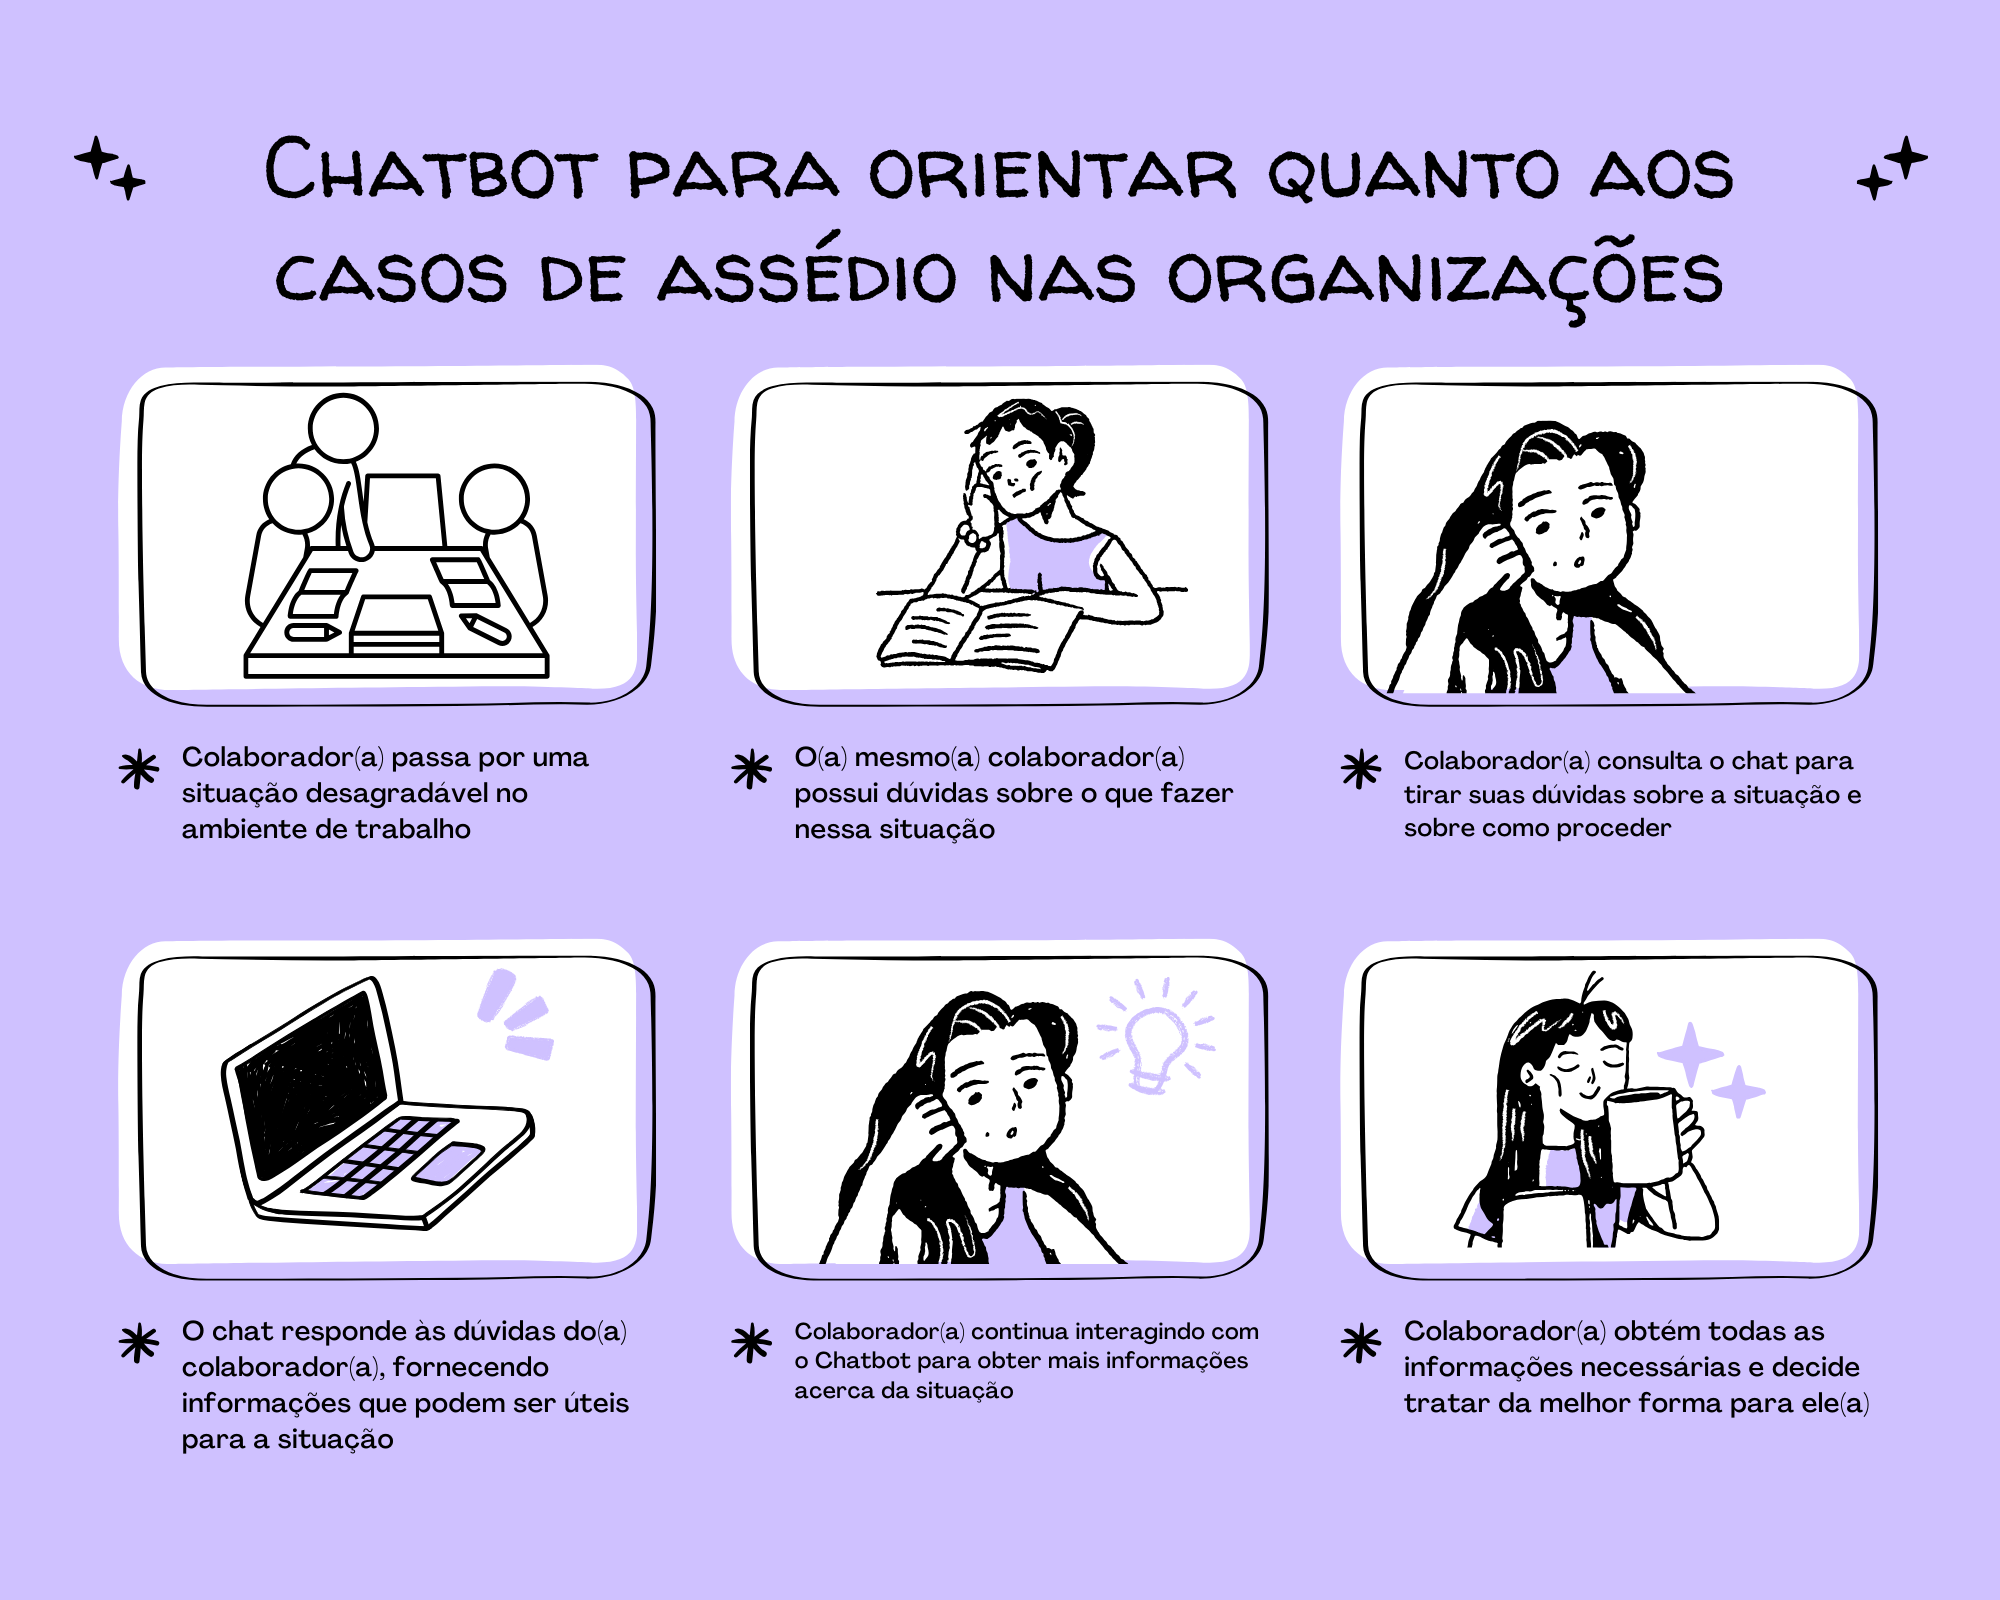 Chatbot para orientar quanto aos
casos de assédio nas organizações
Colaborador(a) passa por uma
situação desagradável no
ambiente de trabalho
O(a) mesmo(a) colaborador(a)
possui dúvidas sobre o que fazer
nessa situação
Colaborador(a) consulta o chat para
tirar suas dúvidas sobre a situação e
sobre como proceder
O chat responde às dúvidas do(a)
colaborador(a), fornecendo
informações que podem ser úteis
para a situação
Colaborador(a) continua interagindo com
o Chatbot para obter mais informações
acerca da situação
Colaborador(a) obtém todas as
informações necessárias e decide
tratar da melhor forma para ele(a)